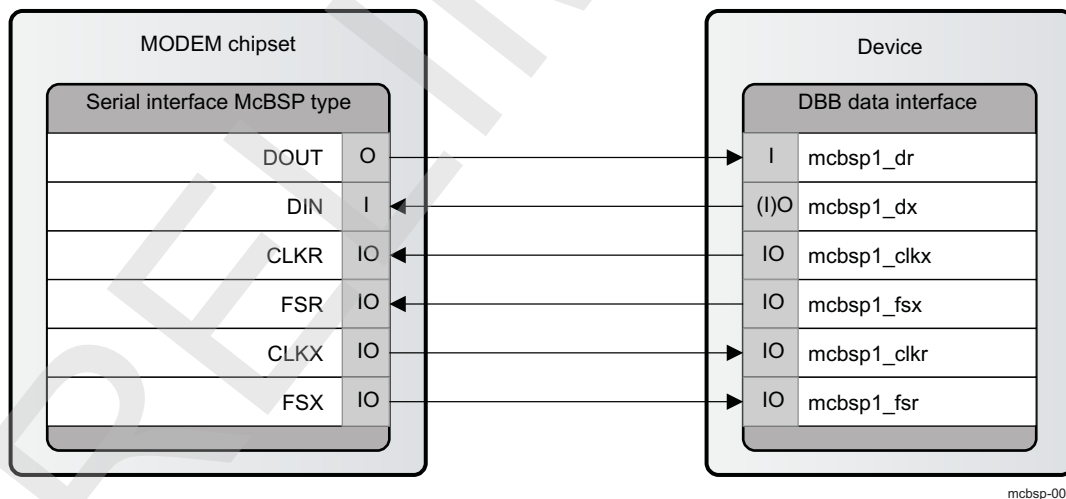 MODEM chipset
Device
Serial interface McBSP type
DBB data interface
DOUT O I mcbsp1_dr
DIN I (I)O mcbsp1_dx
CLKR IO IO mcbsp1_clkx
FSR IO IO mcbsp1_fsx
CLKX IO IO mcbsp1_clkr
FSX IO IO mcbsp1_fsr
mcbsp-00